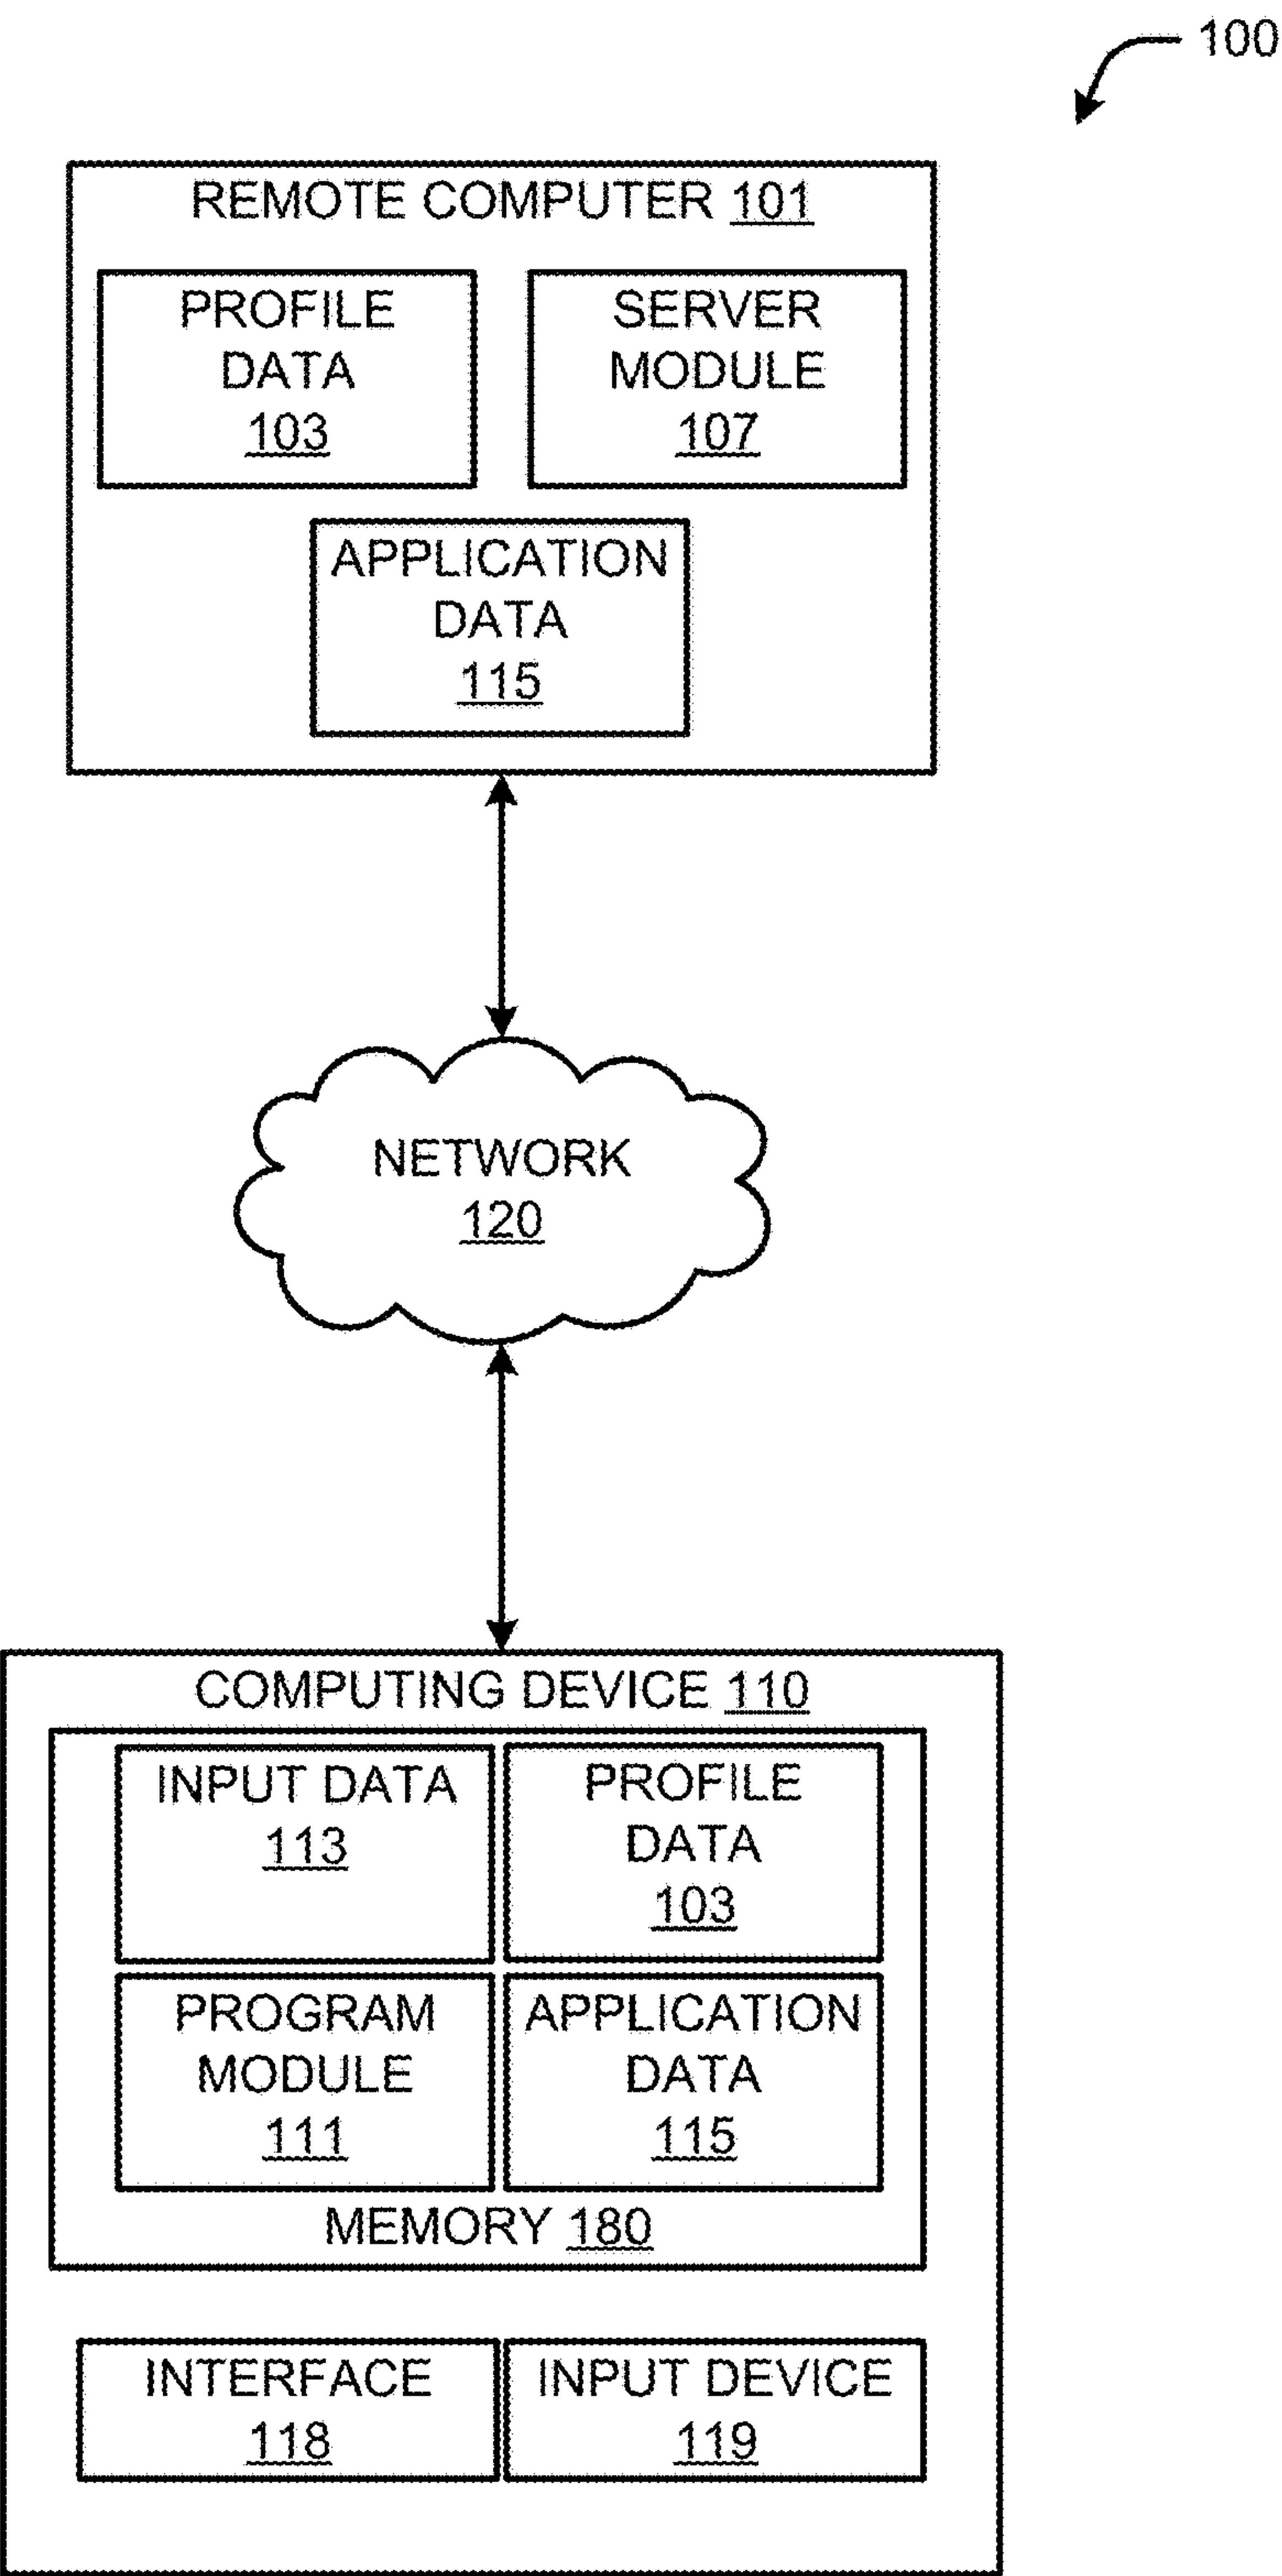 100
REMOTE COMPUTER 101
PROFILE
DATA
103
SERVER
MODULE
107
APPLICATION
DATA
115
NETWORK
120
COMPUTING DEVICE 110
INPUT DATA
113
PROFILE
DATA
103
PROGRAM
MODULE
111
APPLICATION
DATA
115
MEMORY 180
INTERFACE
118
INPUT DEVICE
119